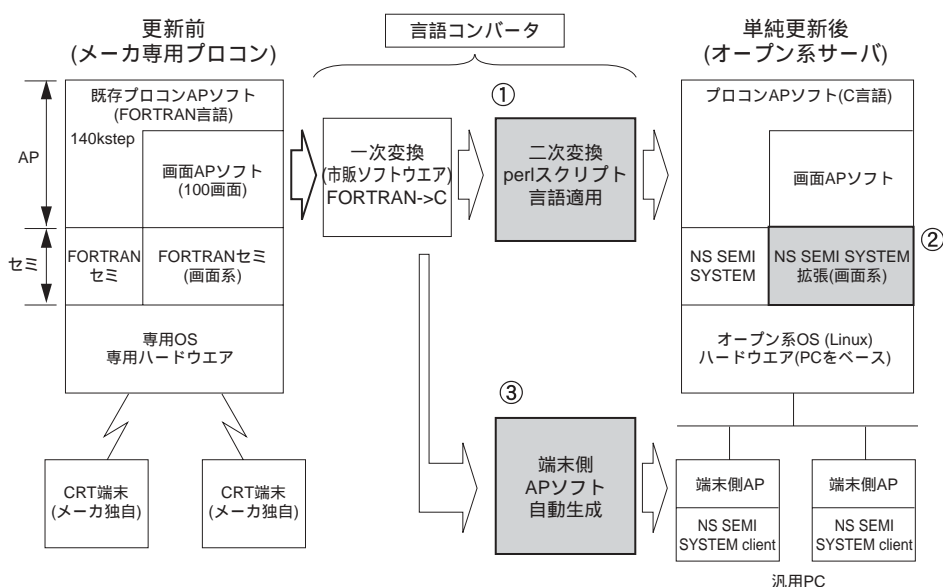 更新前
(メーカ専用プロコン)
言語コンバータ
単純更新後
(オープン系サーバ)
既存プロコンAPソフト
(FORTRAN言語)
140kstep
画面APソフト
(100画面)
AP
セミ
FORTRAN
セミ
FORTRANセミ
(画面系)
専用OS
専用ハードウエア
CRT端末
(メーカ独自)
CRT端末
(メーカ独自)
一次変換
(市販ソフトウエア)
FORTRAN->C
①
二次変換
perlスクリプト
言語適用
③
端末側
APソフト
自動生成
プロコンAPソフト(C言語)
画面APソフト
②
NS SEMI
SYSTEM
NS SEMI SYSTEM
拡張(画面系)
オープン系OS (Linux)
ハードウエア(PCをベース)
端末側AP
NS SEMI
SYSTEM client
端末側AP
NS SEMI
SYSTEM client
汎用PC